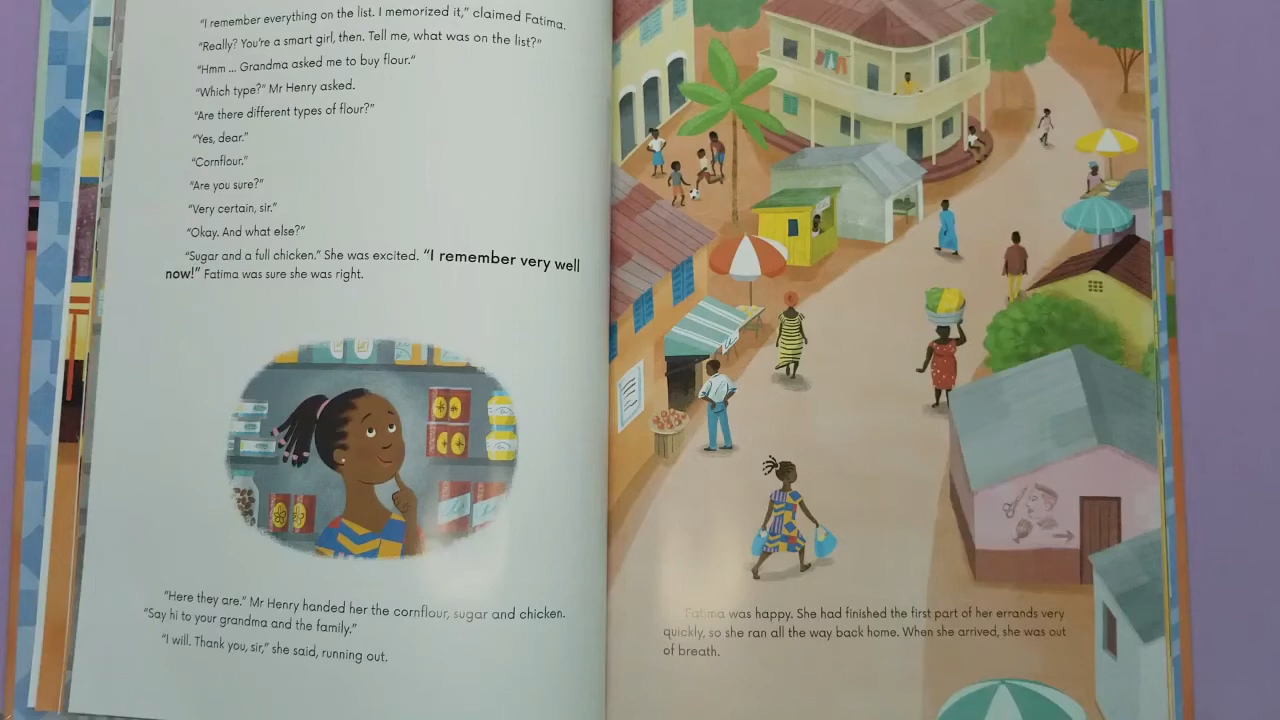 "I remember everything on the list. I memorized it," claimed Fatima.
"Really? You're a smart girl, then. Tell me, what was on the list?"
"Hmm ... Grandma asked me to buy flour."
"Which type?" Mr Henry asked.
"Are there different types of flour?"
"Yes, dear."
"Cornflour."
"Are you sure?"
"Very certain, sir."
"Okay. And what else?"
"Sugar and a full chicken." She was excited. "I remember very well
now!" Fatima was sure she was right.
"Here they are." Mr Henry handed her the cornflour, sugar and chicken.
"Say hi to your grandma and the family."
"I will. Thank you, sir," she said, running out.
Fatima was happy. She had finished the first part of her errands very
quickly, so she ran all the way back home. When she arrived, she was out
of breath.